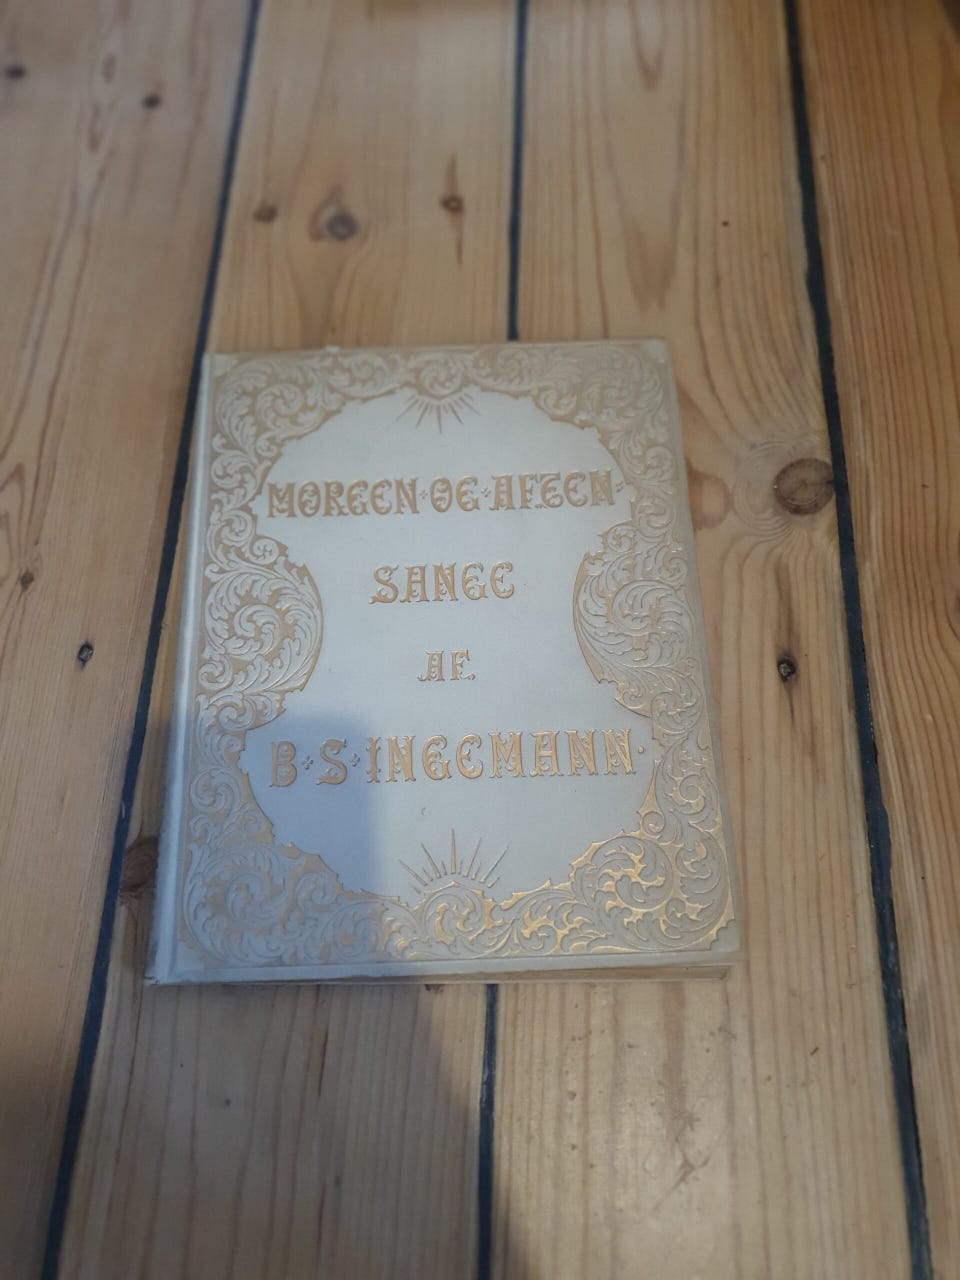 MORGEN · OG · AFTEN ·
SANGE
AF
B · S · INGEMANN ·